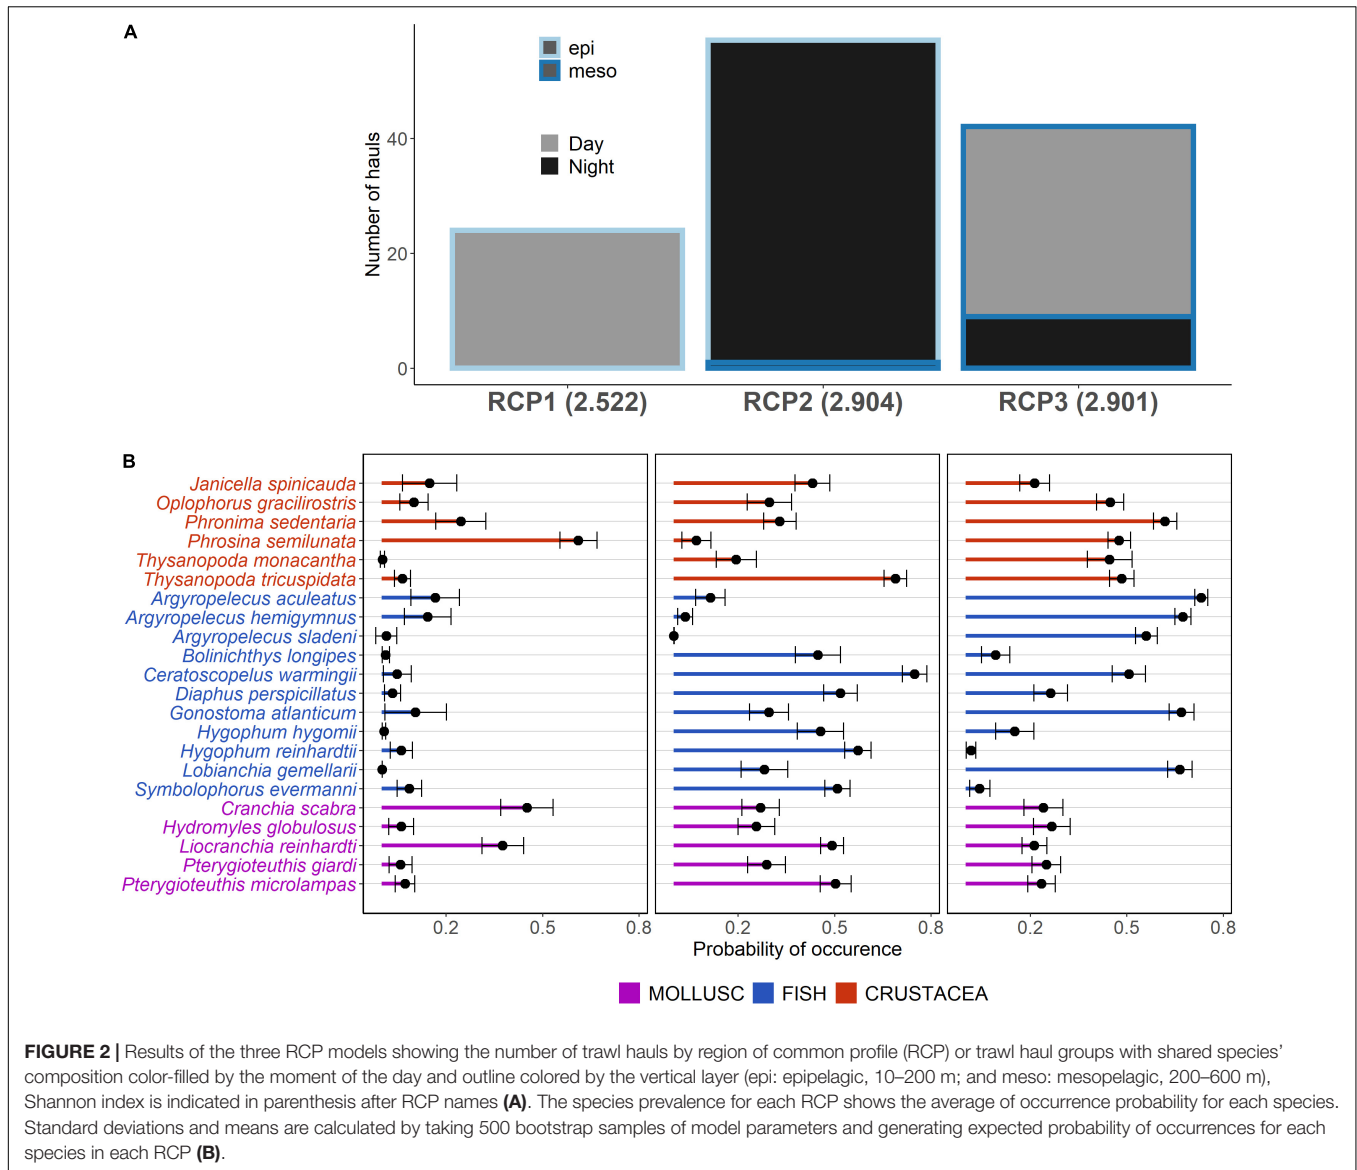 A
epi
meso
Day
Night
Number of hauls
40
20
0
RCP1 (2.522)
RCP2 (2.904)
RCP3 (2.901)
B
Janicella spinicauda
Oplophorus gracilirostris
Phronima sedentaria
Phrosina semilunata
Thysanopoda monacantha
Thysanopoda tricuspidata
Argyropelecus aculeatus
Argyropelecus hemigymnus
Argyropelecus sladeni
Bolinichthys longipes
Ceratoscopelus warmingii
Diaphus perspicillatus
Gonostoma atlanticum
Hygophum hygomii
Hygophum reinhardtii
Lobianchia gemellarii
Symbolophorus evermanni
Cranchia scabra
Hydromyles globulosus
Liocranchia reinhardti
Pterygioteuthis giardi
Pterygioteuthis microlampas
0.2 0.5 0.8 0.2 0.5 0.8 0.2 0.5 0.8
Probability of occurence
MOLLUSC FISH CRUSTACEA
FIGURE 2 | Results of the three RCP models showing the number of trawl hauls by region of common profile (RCP) or trawl haul groups with shared species'
composition color-filled by the moment of the day and outline colored by the vertical layer (epi: epipelagic, 10–200 m; and meso: mesopelagic, 200–600 m),
Shannon index is indicated in parenthesis after RCP names (A). The species prevalence for each RCP shows the average of occurrence probability for each species.
Standard deviations and means are calculated by taking 500 bootstrap samples of model parameters and generating expected probability of occurrences for each
species in each RCP (B).